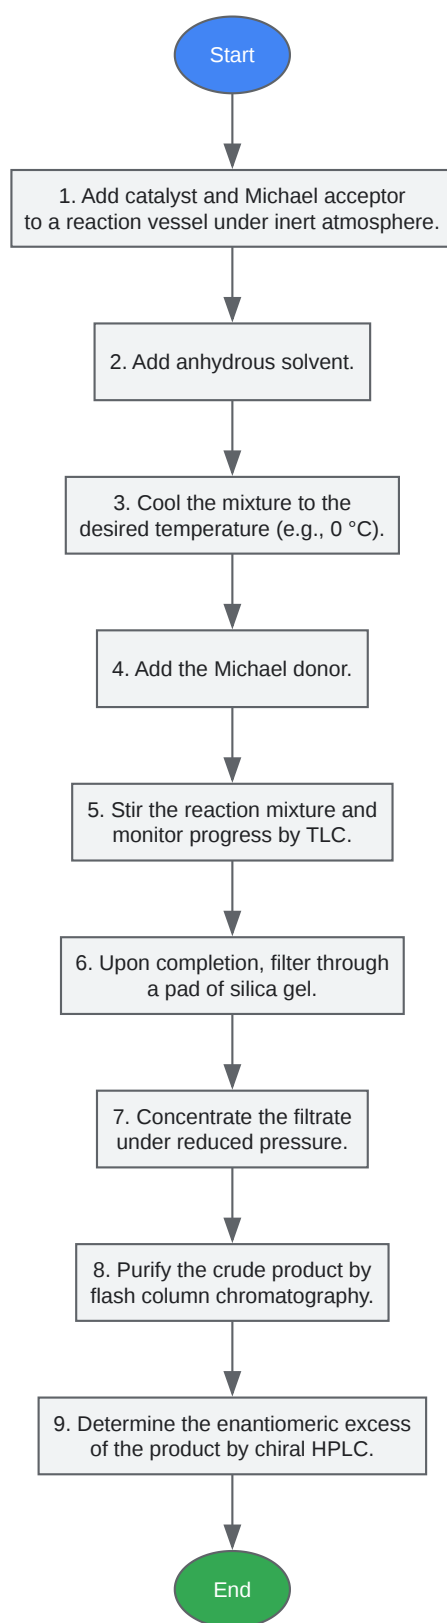 Start
1. Add catalyst and Michael acceptor
to a reaction vessel under inert atmosphere.
2. Add anhydrous solvent.
3. Cool the mixture to the
desired temperature (e.g., 0 °C).
4. Add the Michael donor.
5. Stir the reaction mixture and
monitor progress by TLC.
6. Upon completion, filter through
a pad of silica gel.
7. Concentrate the filtrate
under reduced pressure.
8. Purify the crude product by
flash column chromatography.
9. Determine the enantiomeric excess
of the product by chiral HPLC.
End